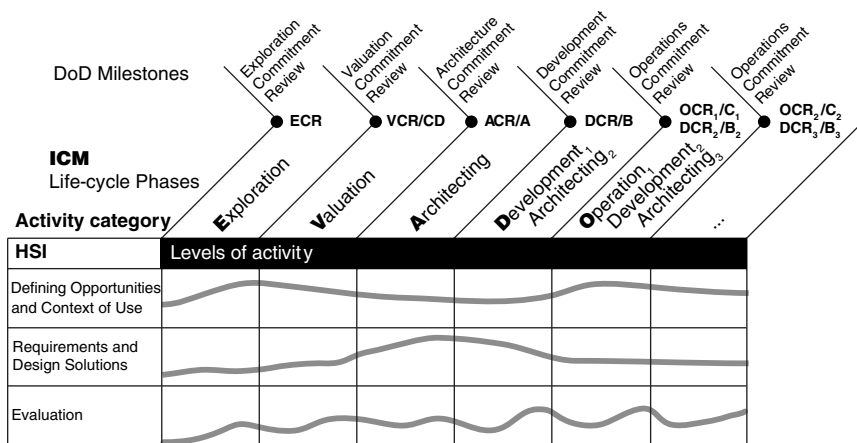 DoD Milestones
Exploration
Commitment
Review
Valuation
Commitment
Review
Architecture
Commitment
Review
Development
Commitment
Review
Operations
Commitment
Review
Operations
Commitment
Review
ECR
VCR/CD
ACR/A
DCR/B
OCR₁/C₁
DCR₂/B₂
OCR₂/C₂
DCR₃/B₃
ICM
Life-cycle Phases
Exploration
Valuation
Architecting
Development₁
Architecting₂
Operation₁
Development₂
Architecting₃
...
Activity category
HSI
Levels of activity
Defining Opportunities
and Context of Use
Requirements and
Design Solutions
Evaluation